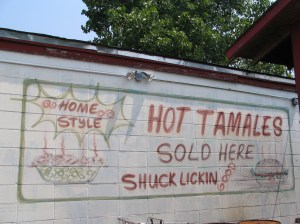 HOME
STYLE
HOT TAMALES
SOLD HERE
SHUCK LICKIN